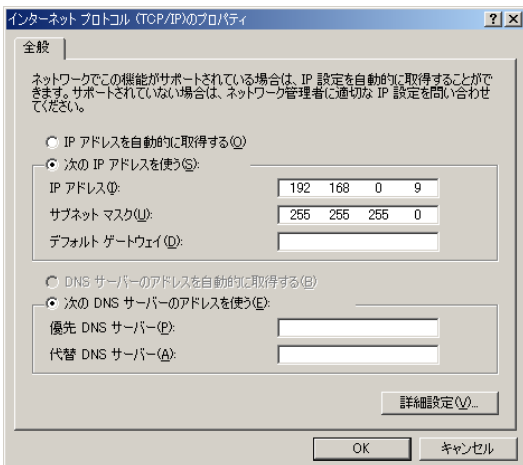 インターネット プロトコル (TCP/IP)のプロパティ
全般
ネットワークでこの機能がサポートされている場合は、IP 設定を自動的に取得することがで
きます。サポートされていない場合は、ネットワーク管理者に適切な IP 設定を問い合わせ
てください。
IP アドレスを自動的に取得する(O)
次の IP アドレスを使う(S):
IP アドレス(I): 192 168 0 9
サブネット マスク(U): 255 255 255 0
デフォルト ゲートウェイ(D):
DNS サーバーのアドレスを自動的に取得する(B)
次の DNS サーバーのアドレスを使う(E):
優先 DNS サーバー(P):
代替 DNS サーバー(A):
詳細設定(V)...
OK キャンセル